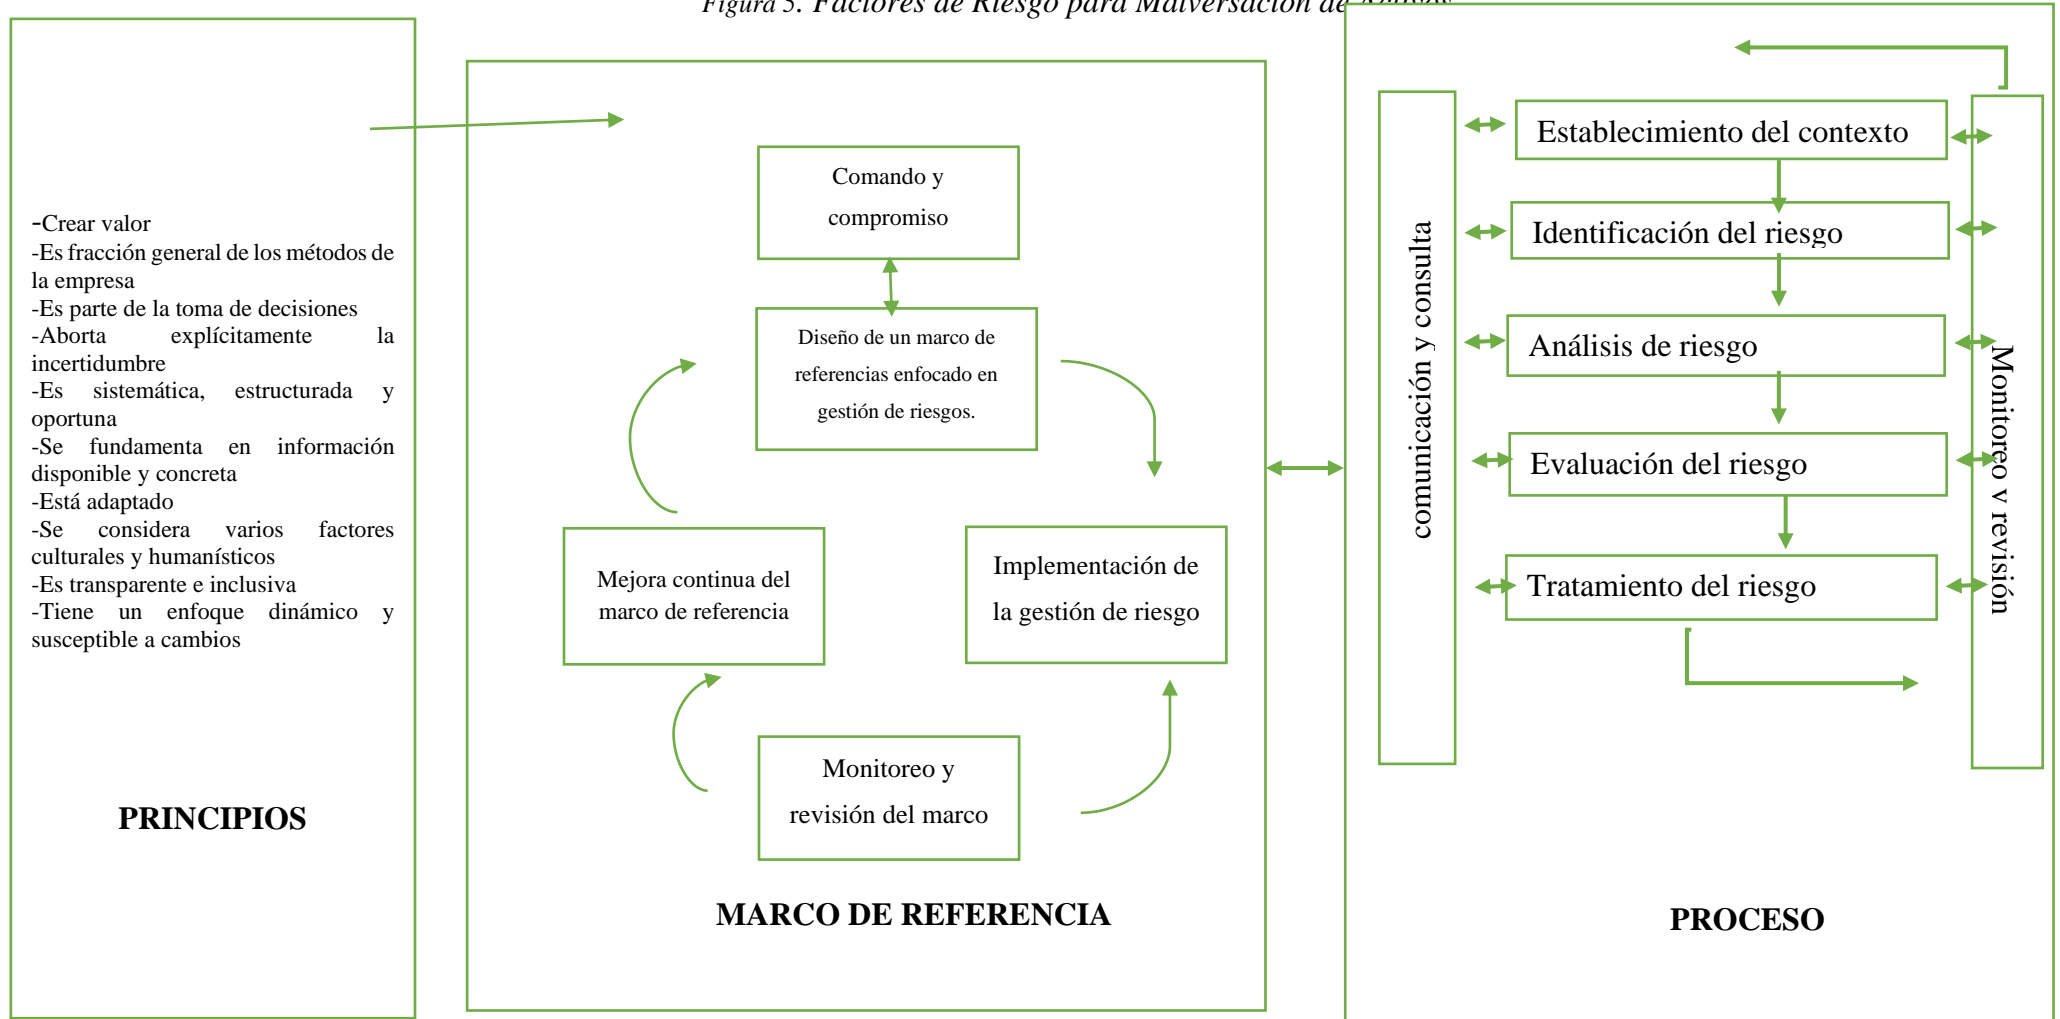 Figura 5. Factores de Riesgo para Malversación de Activos
-Crear valor
-Es fracción general de los métodos de
la empresa
-Es parte de la toma de decisiones
-Aborta explícitamente la
incertidumbre
-Es sistemática, estructurada y
oportuna
-Se fundamenta en información
disponible y concreta
-Está adaptado
-Se considera varios factores
culturales y humanísticos
-Es transparente e inclusiva
-Tiene un enfoque dinámico y
susceptible a cambios
PRINCIPIOS
Comando y
compromiso
Diseño de un marco de
referencias enfocado en
gestión de riesgos.
Mejora continua del
marco de referencia
Implementación de
la gestión de riesgo
Monitoreo y
revisión del marco
MARCO DE REFERENCIA
comunicación y consulta
Establecimiento del contexto
Identificación del riesgo
Análisis de riesgo
Evaluación del riesgo
Tratamiento del riesgo
Monitoreo y revisión
PROCESO